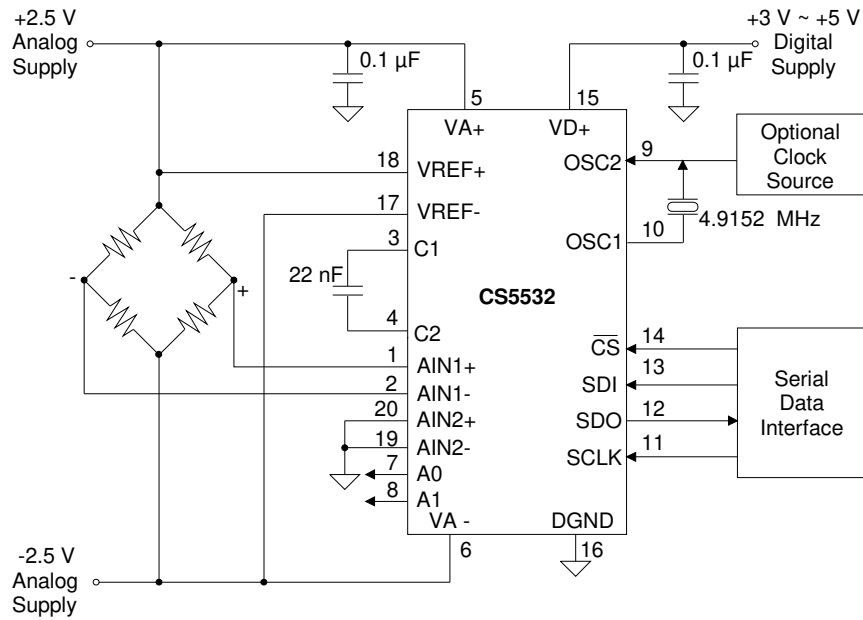 +2.5 V
Analog
Supply
0.1 µF
0.1 µF
+3 V ~ +5 V
Digital
Supply
5
15
VA+
VD+
18
VREF+
17
VREF-
3
C1
22 nF
4
C2
1
AIN1+
2
AIN1-
20
AIN2+
19
AIN2-
7
A0
8
A1
VA -
6
DGND
16
CS5532
-
+
OSC2
9
Optional
Clock
Source
4.9152 MHz
OSC1
10
CS
14
SDI
13
SDO
12
SCLK
11
Serial
Data
Interface
-2.5 V
Analog
Supply